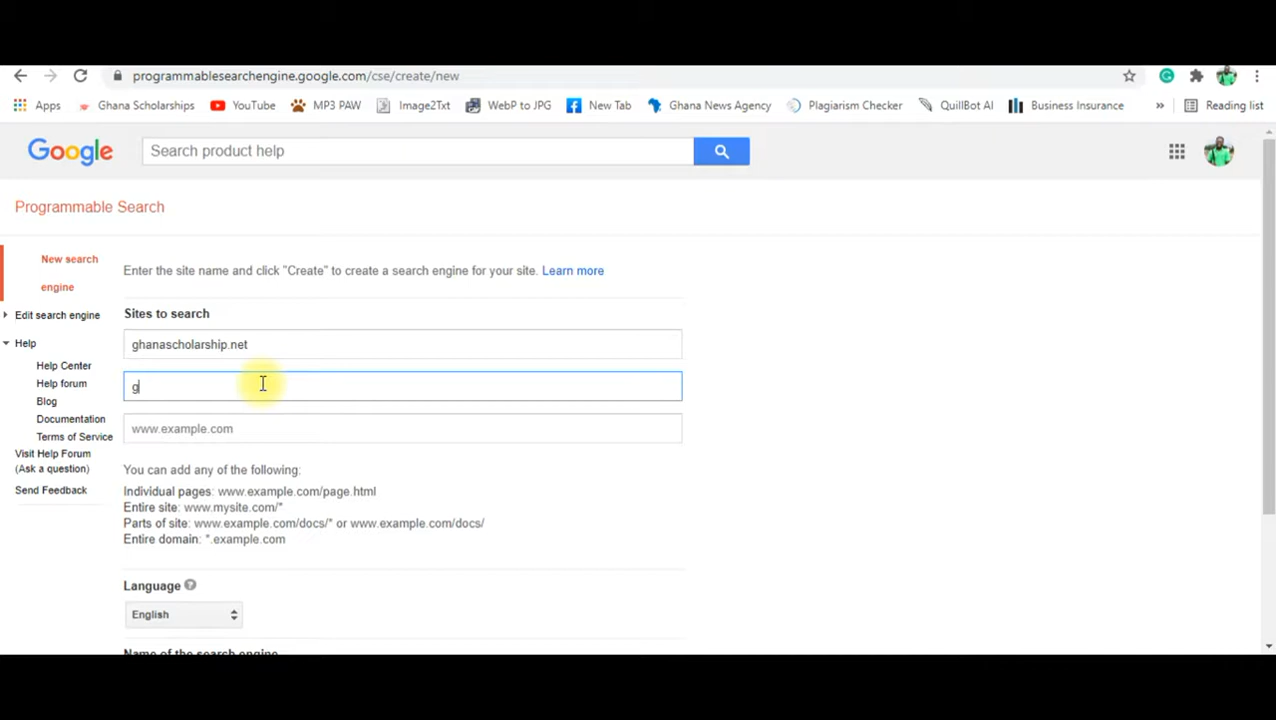 programmablesearchengine.google.com/cse/create/new
Apps Ghana Scholarships YouTube MP3 PAW Image2Txt WebP to JPG New Tab Ghana News Agency Plagiarism Checker QuillBot AI Business Insurance » Reading list
Google Search product help
Programmable Search
New search
engine
Edit search engine
Help
Help Center
Help forum
Blog
Documentation
Terms of Service
Visit Help Forum
(Ask a question)
Send Feedback
Enter the site name and click "Create" to create a search engine for your site. Learn more
Sites to search
ghanascholarship.net
g
www.example.com
You can add any of the following:
Individual pages: www.example.com/page.html
Entire site: www.mysite.com/*
Parts of site: www.example.com/docs/* or www.example.com/docs/
Entire domain: *.example.com
Language ?
English
Name of the search engine